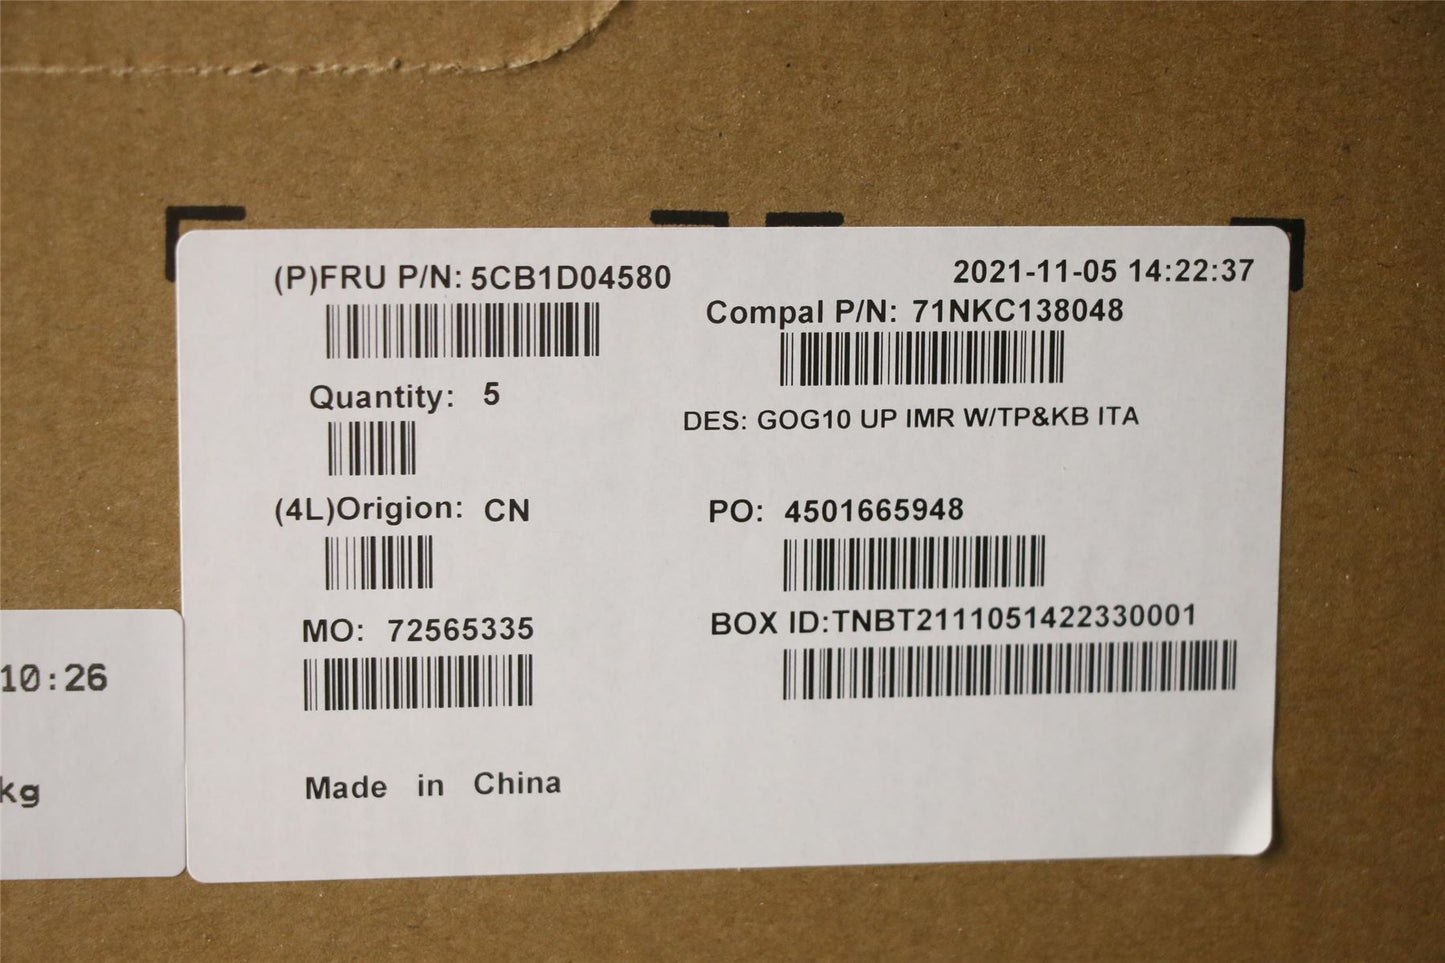 (P)FRU P/N: 5CB1D04580
2021-11-05 14:22:37
Compal P/N: 71NKC138048
Quantity: 5
DES: GOG10 UP IMR W/TP&KB ITA
(4L)Origion: CN
PO: 4501665948
MO: 72565335
BOX ID:TNBT2111051422330001
Made in China
10:26
kg